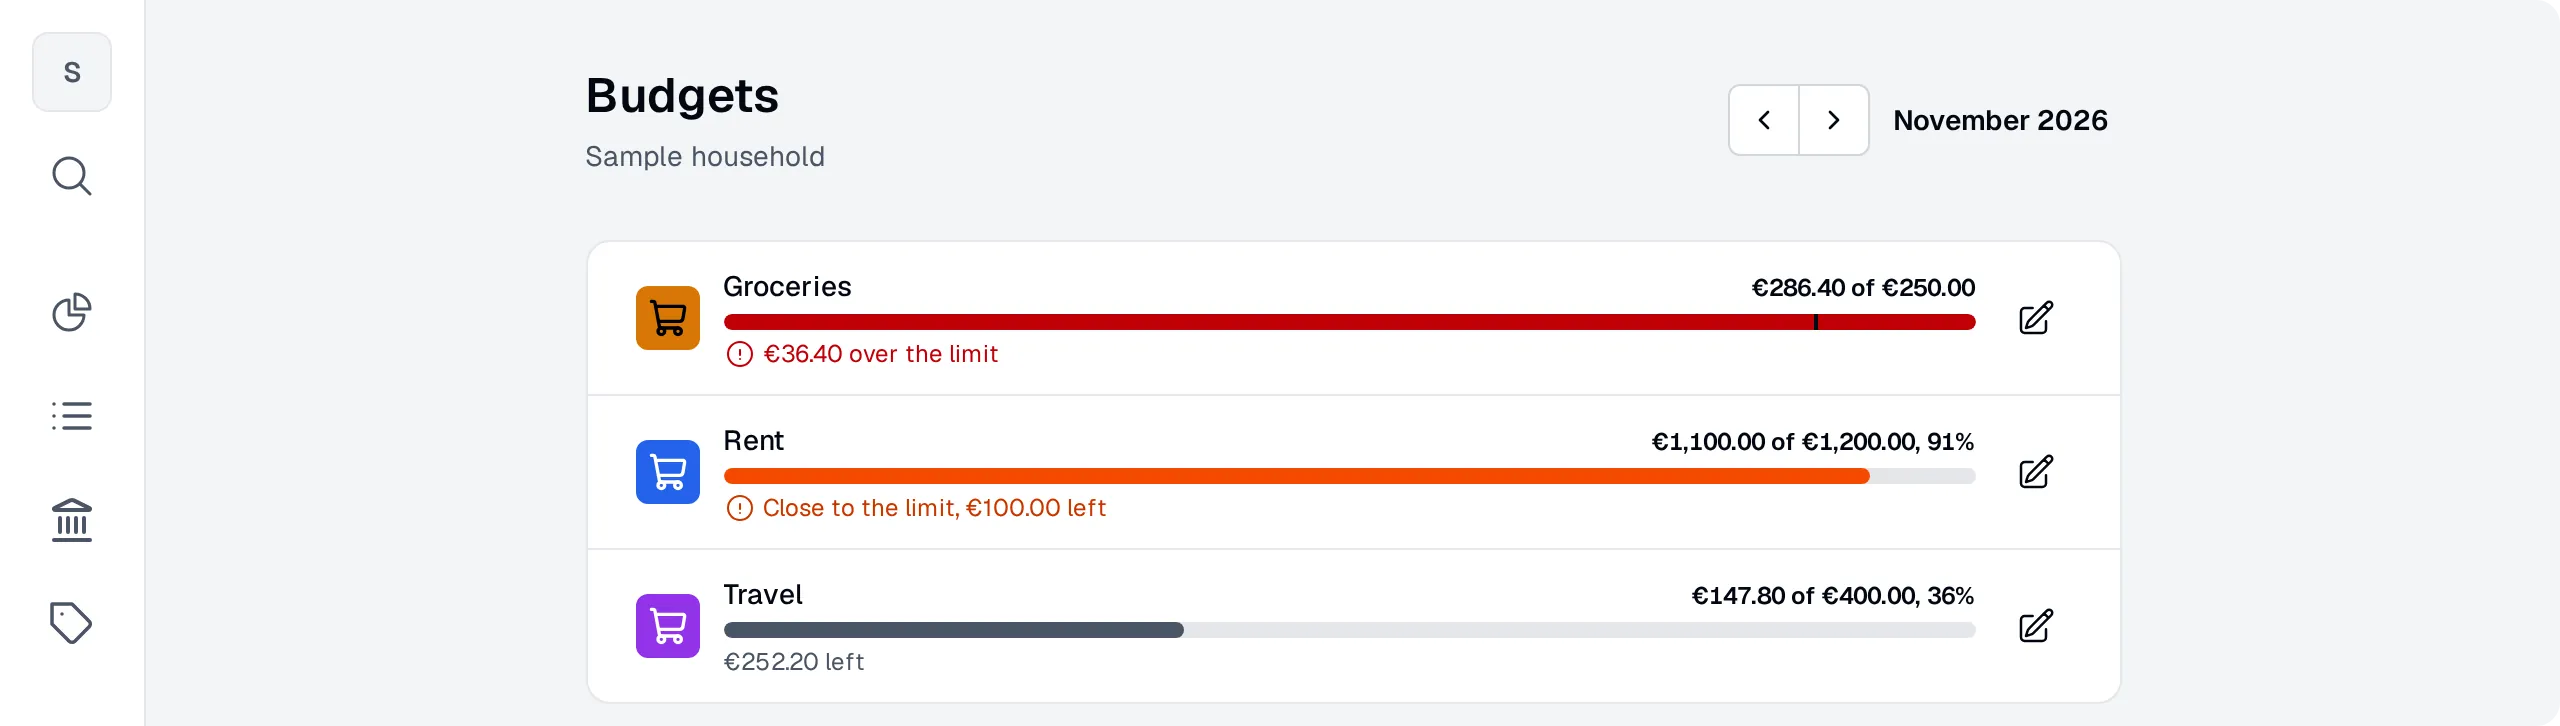 S
Budgets
Sample household
November 2026
Groceries
€286.40 of €250.00
€36.40 over the limit
Rent
€1,100.00 of €1,200.00, 91%
Close to the limit, €100.00 left
Travel
€147.80 of €400.00, 36%
€252.20 left